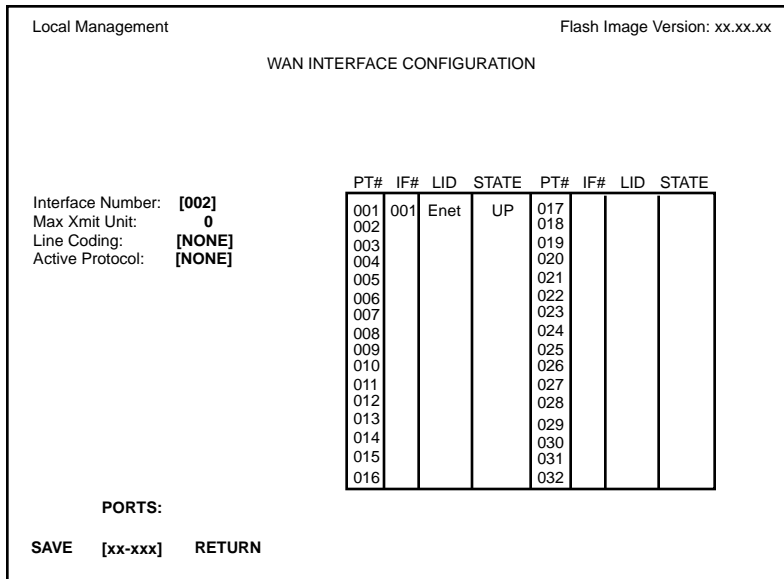 Local Management Flash Image Version: xx.xx.xx
WAN INTERFACE CONFIGURATION
Interface Number: [002]
Max Xmit Unit: 0
Line Coding: [NONE]
Active Protocol: [NONE]
PT# IF# LID STATE PT# IF# LID STATE
001 001 Enet UP 017
002 018
003 019
004 020
005 021
006 022
007 023
008 024
009 025
010 026
011 027
012 028
013 029
014 030
015 031
016 032
PORTS:
SAVE [xx-xxx] RETURN